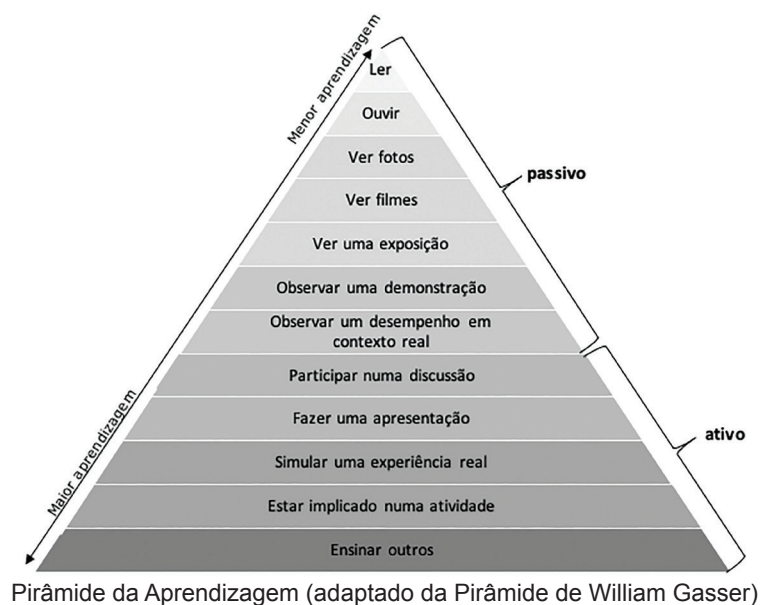 Menor aprendizagem
Ler
Ouvir
Ver fotos
Ver filmes
passivo
Ver uma exposição
Observar uma demonstração
Observar um desempenho em
contexto real
Participar numa discussão
Maior aprendizagem
Fazer uma apresentação
ativo
Simular uma experiência real
Estar implicado numa atividade
Ensinar outros
Pirâmide da Aprendizagem (adaptado da Pirâmide de William Gasser)